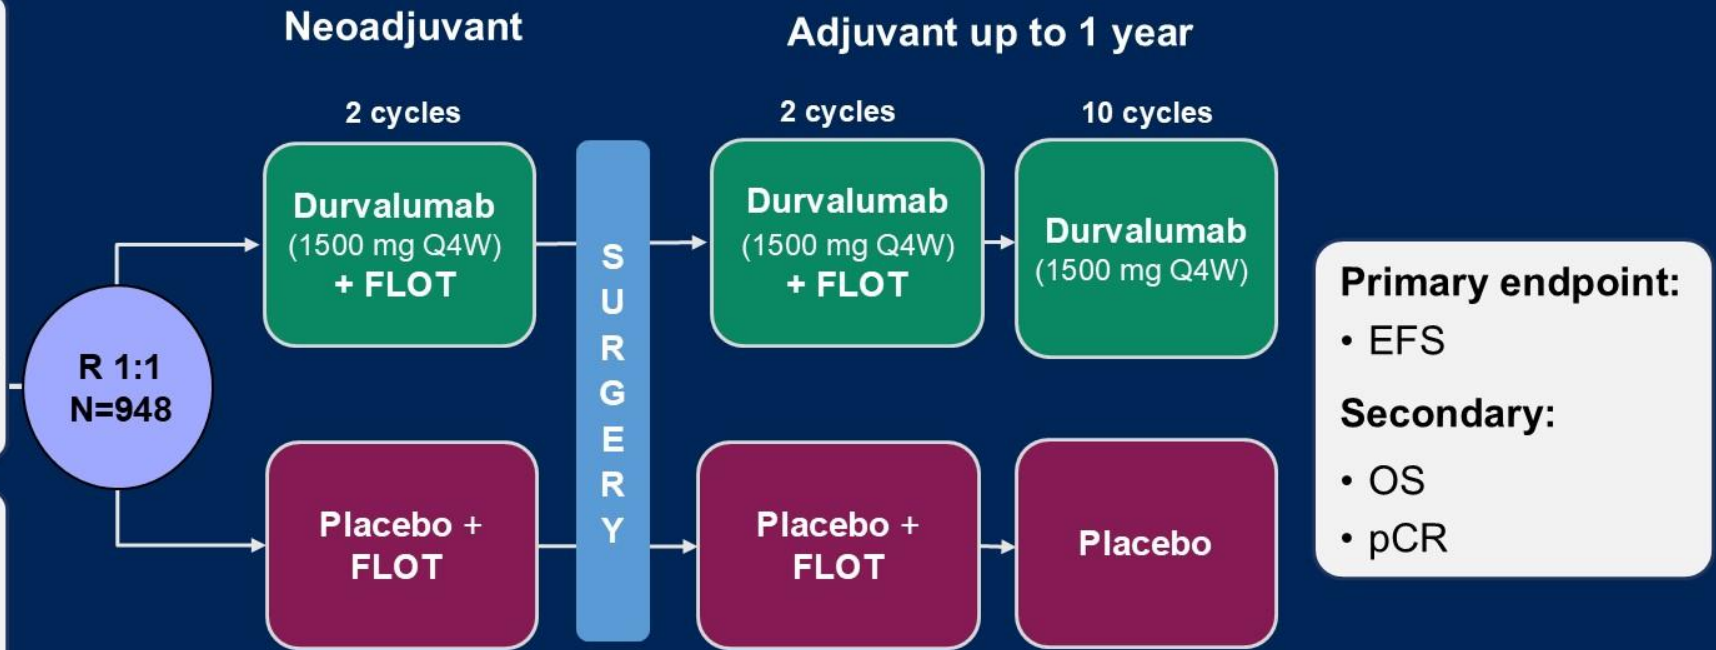 Neoadjuvant
Adjuvant up to 1 year
2 cycles
2 cycles
10 cycles
Durvalumab
(1500 mg Q4W)
+ FLOT
SURGERY
Durvalumab
(1500 mg Q4W)
+ FLOT
Durvalumab
(1500 mg Q4W)
R 1:1
N=948
Placebo +
FLOT
Placebo +
FLOT
Placebo
Primary endpoint:
• EFS
Secondary:
• OS
• pCR